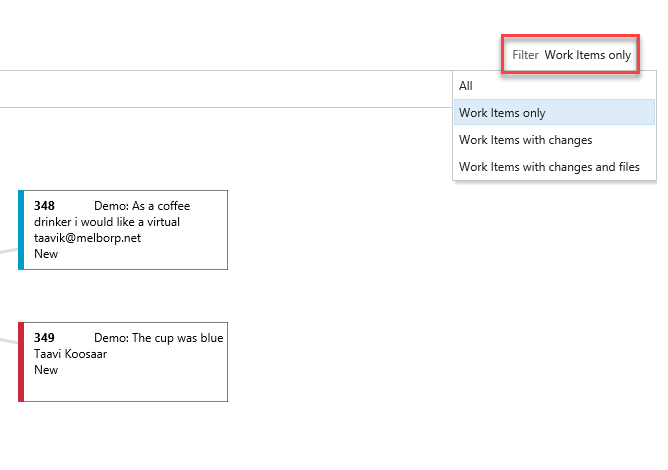 Filter Work Items only
All
Work Items only
Work Items with changes
Work Items with changes and files
348 Demo: As a coffee
drinker i would like a virtual
taavik@melborp.net
New
349 Demo: The cup was blue
Taavi Koosaar
New